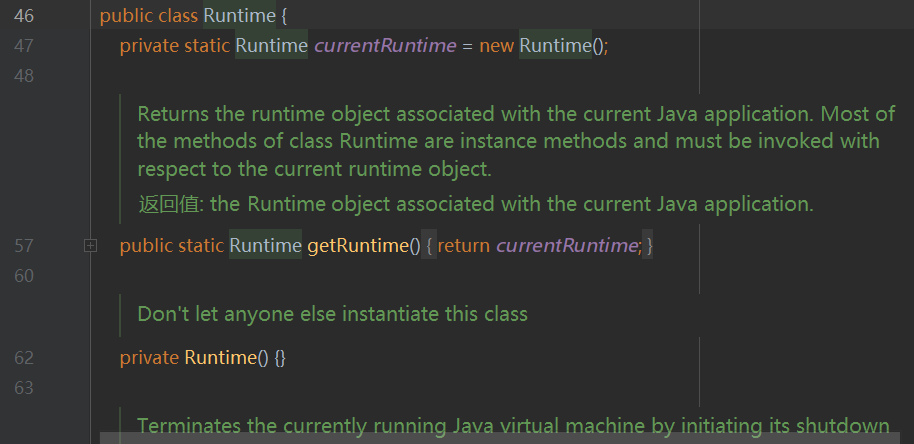 46 public class Runtime {
47 private static Runtime currentRuntime = new Runtime();
48
Returns the runtime object associated with the current Java application. Most of
the methods of class Runtime are instance methods and must be invoked with
respect to the current runtime object.
返回值: the Runtime object associated with the current Java application.
57 public static Runtime getRuntime() { return currentRuntime; }
60
Don't let anyone else instantiate this class
62 private Runtime() {}
63
Terminates the currently running Java virtual machine by initiating its shutdown